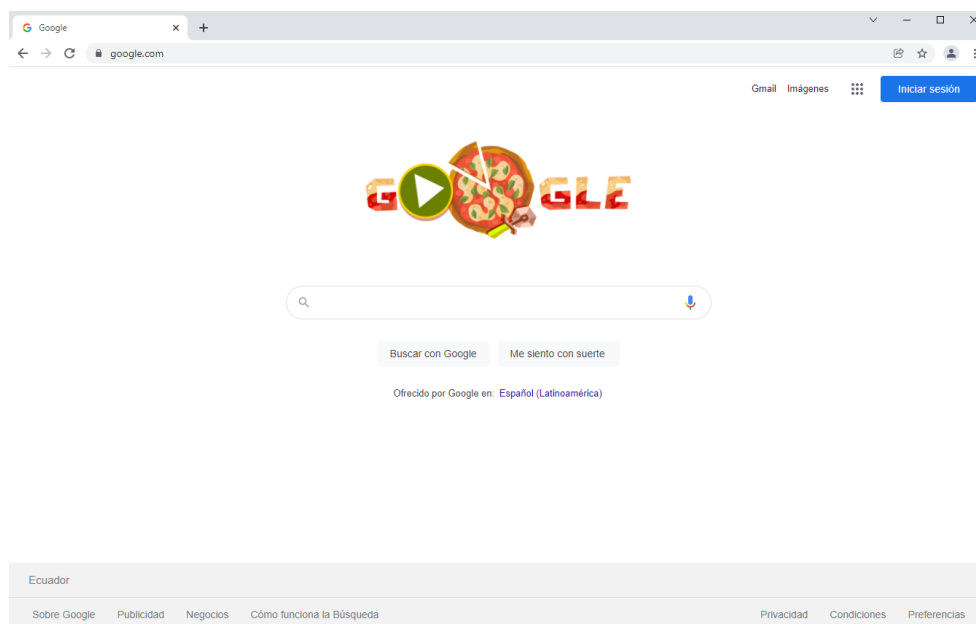 Google
google.com
Gmail Imágenes Iniciar sesión
GOOGLE
Buscar con Google Me siento con suerte
Ofrecido por Google en: Español (Latinoamérica)
Ecuador
Sobre Google Publicidad Negocios Cómo funciona la Búsqueda Privacidad Condiciones Preferencias